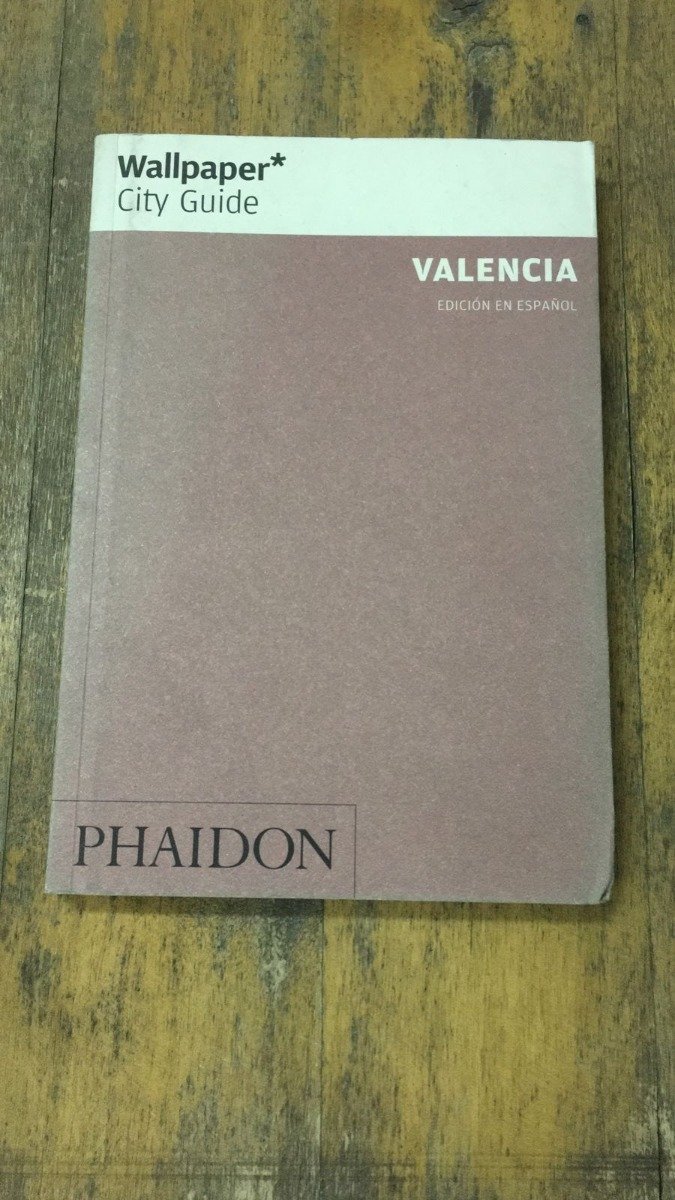 Wallpaper*
City Guide
VALENCIA
EDICIÓN EN ESPAÑOL
PHAIDON